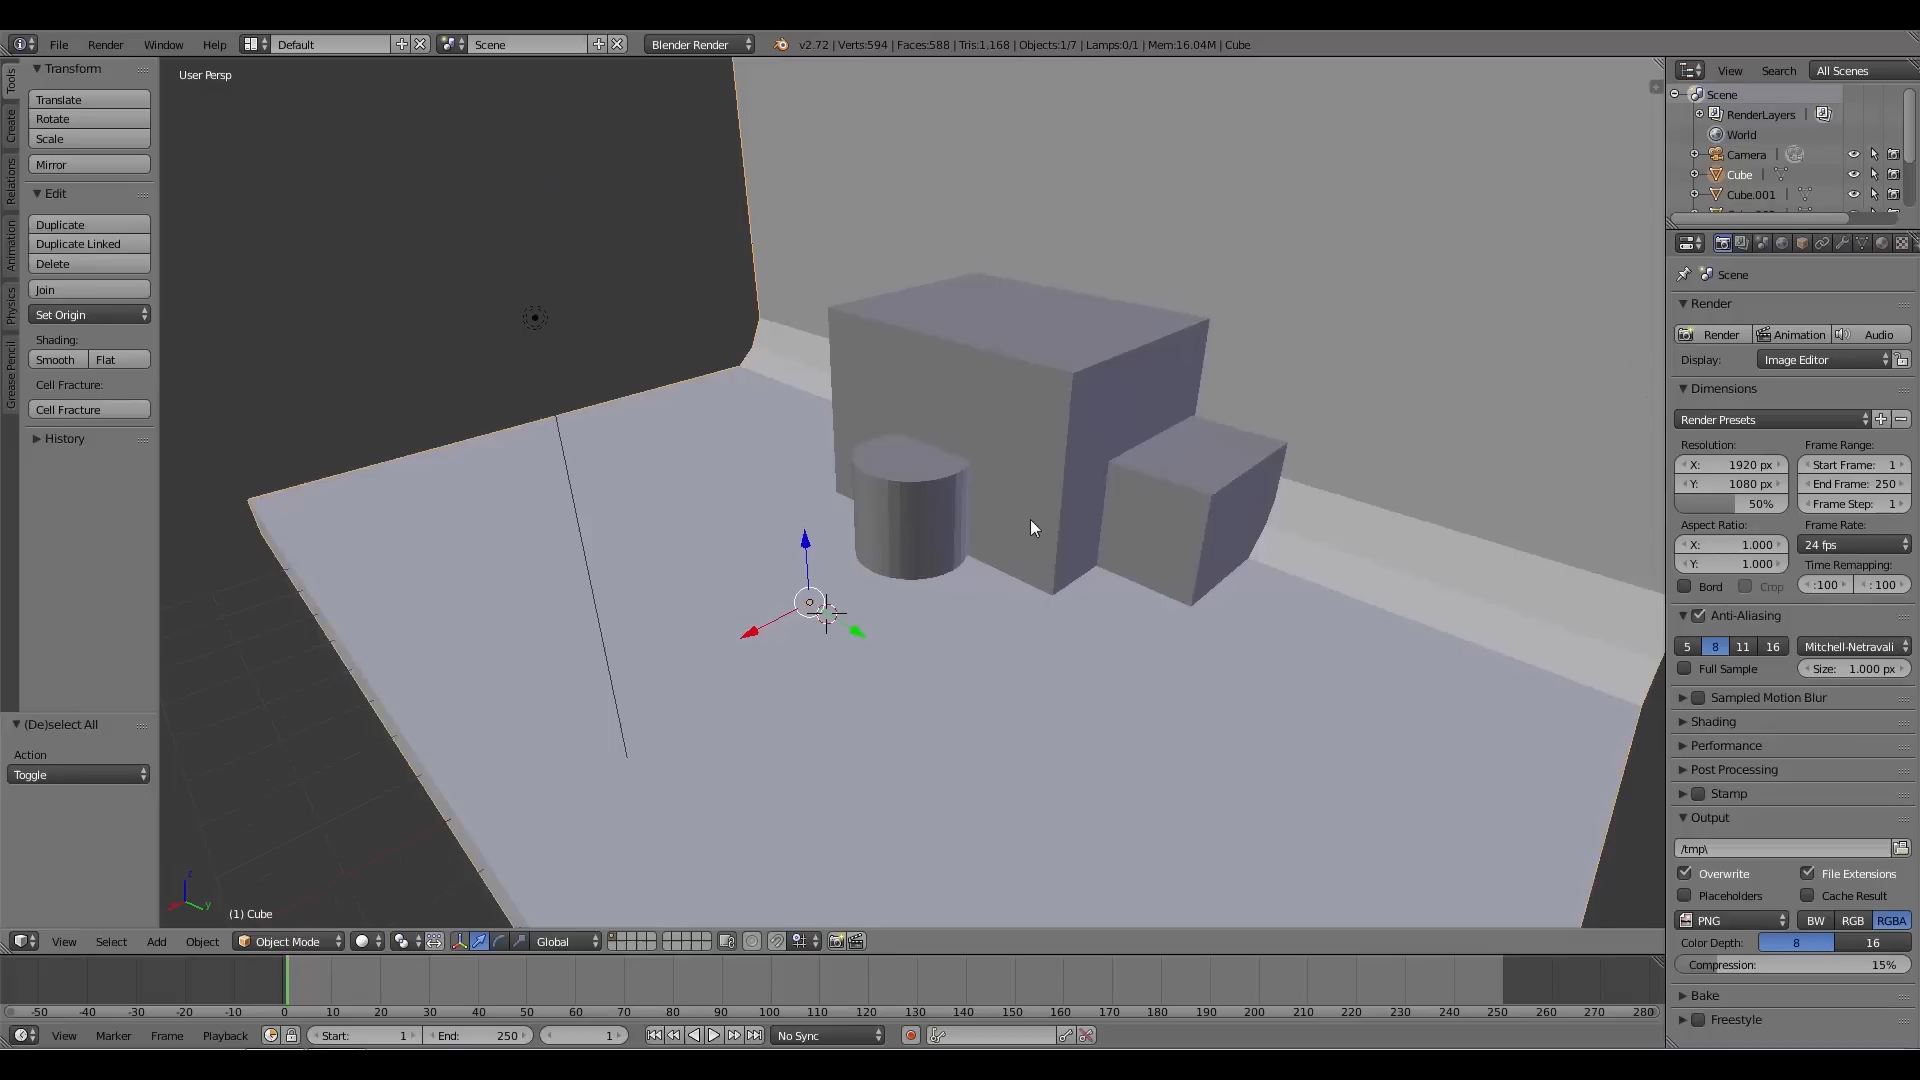 File Render Window Help Default Scene Blender Render v2.72 | Verts:594 | Faces:588 | Tris:1,168 | Objects:1/7 | Lamps:0/1 | Mem:16.04M | Cube
Tools
Create
Relations
Animation
Physics
Grease Pencil
Transform
Translate
Rotate
Scale
Mirror
Edit
Duplicate
Duplicate Linked
Delete
Join
Set Origin
Shading:
Smooth Flat
Cell Fracture:
Cell Fracture
History
(De)select All
Action
Toggle
User Persp
(1) Cube
z
y
View Search All Scenes
Scene
RenderLayers |
World
Camera |
Cube |
Cube.001 |
Scene
Render
Render Animation Audio
Display: Image Editor
Dimensions
Render Presets
Resolution: Frame Range:
X: 1920 px Start Frame: 1
Y: 1080 px End Frame: 250
50% Frame Step: 1
Aspect Ratio: Frame Rate:
X: 1.000 24 fps
Y: 1.000 Time Remapping:
Bord Crop :100 : 100
Anti-Aliasing
5 8 11 16 Mitchell-Netravali
Full Sample Size: 1.000 px
Sampled Motion Blur
Shading
Performance
Post Processing
Stamp
Output
/tmp\
Overwrite File Extensions
Placeholders Cache Result
PNG BW RGB RGBA
Color Depth: 8 16
Compression: 15%
Bake
Freestyle
View Select Add Object Object Mode Global
-50 -40 -30 -20 -10 0 10 20 30 40 50 60 70 80 90 100 110 120 130 140 150 160 170 180 190 200 210 220 230 240 250 260 270 280
View Marker Frame Playback Start: 1 End: 250 1 No Sync